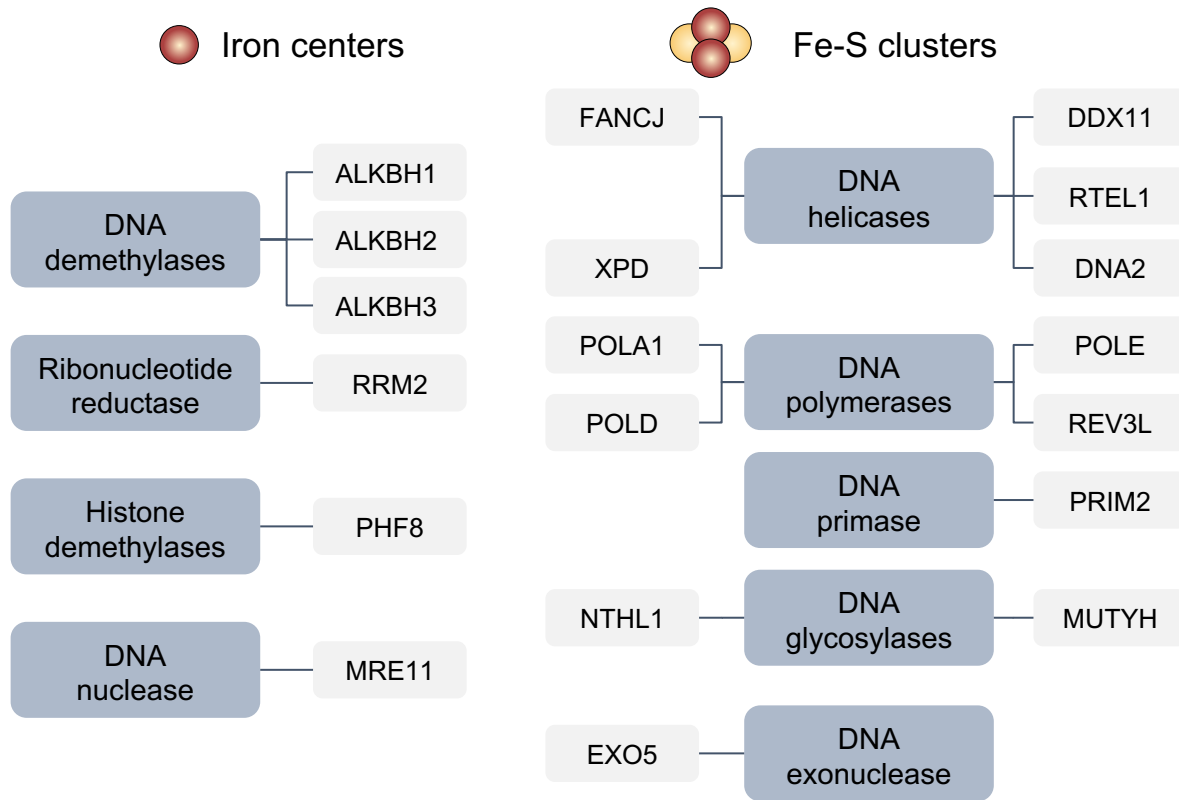 Iron centers
DNA
demethylases
ALKBH1
ALKBH2
ALKBH3
Ribonucleotide
reductase
RRM2
Histone
demethylases
PHF8
DNA
nuclease
MRE11
Fe-S clusters
FANCJ
XPD
DNA
helicases
DDX11
RTEL1
DNA2
POLA1
POLD
DNA
polymerases
POLE
REV3L
DNA
primase
PRIM2
NTHL1
DNA
glycosylases
MUTYH
EXO5
DNA
exonuclease